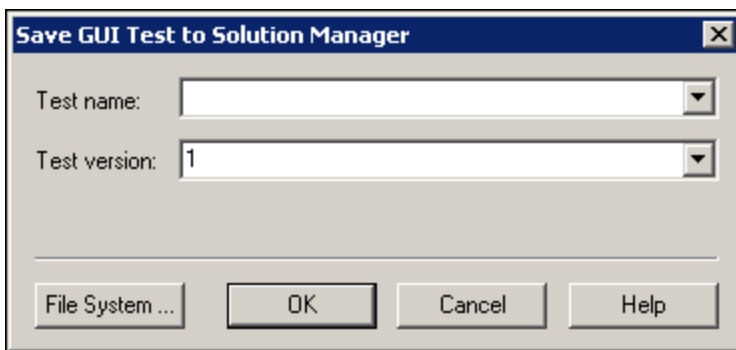 Save GUI Test to Solution Manager
Test name:
Test version: 1
File System ... OK Cancel Help